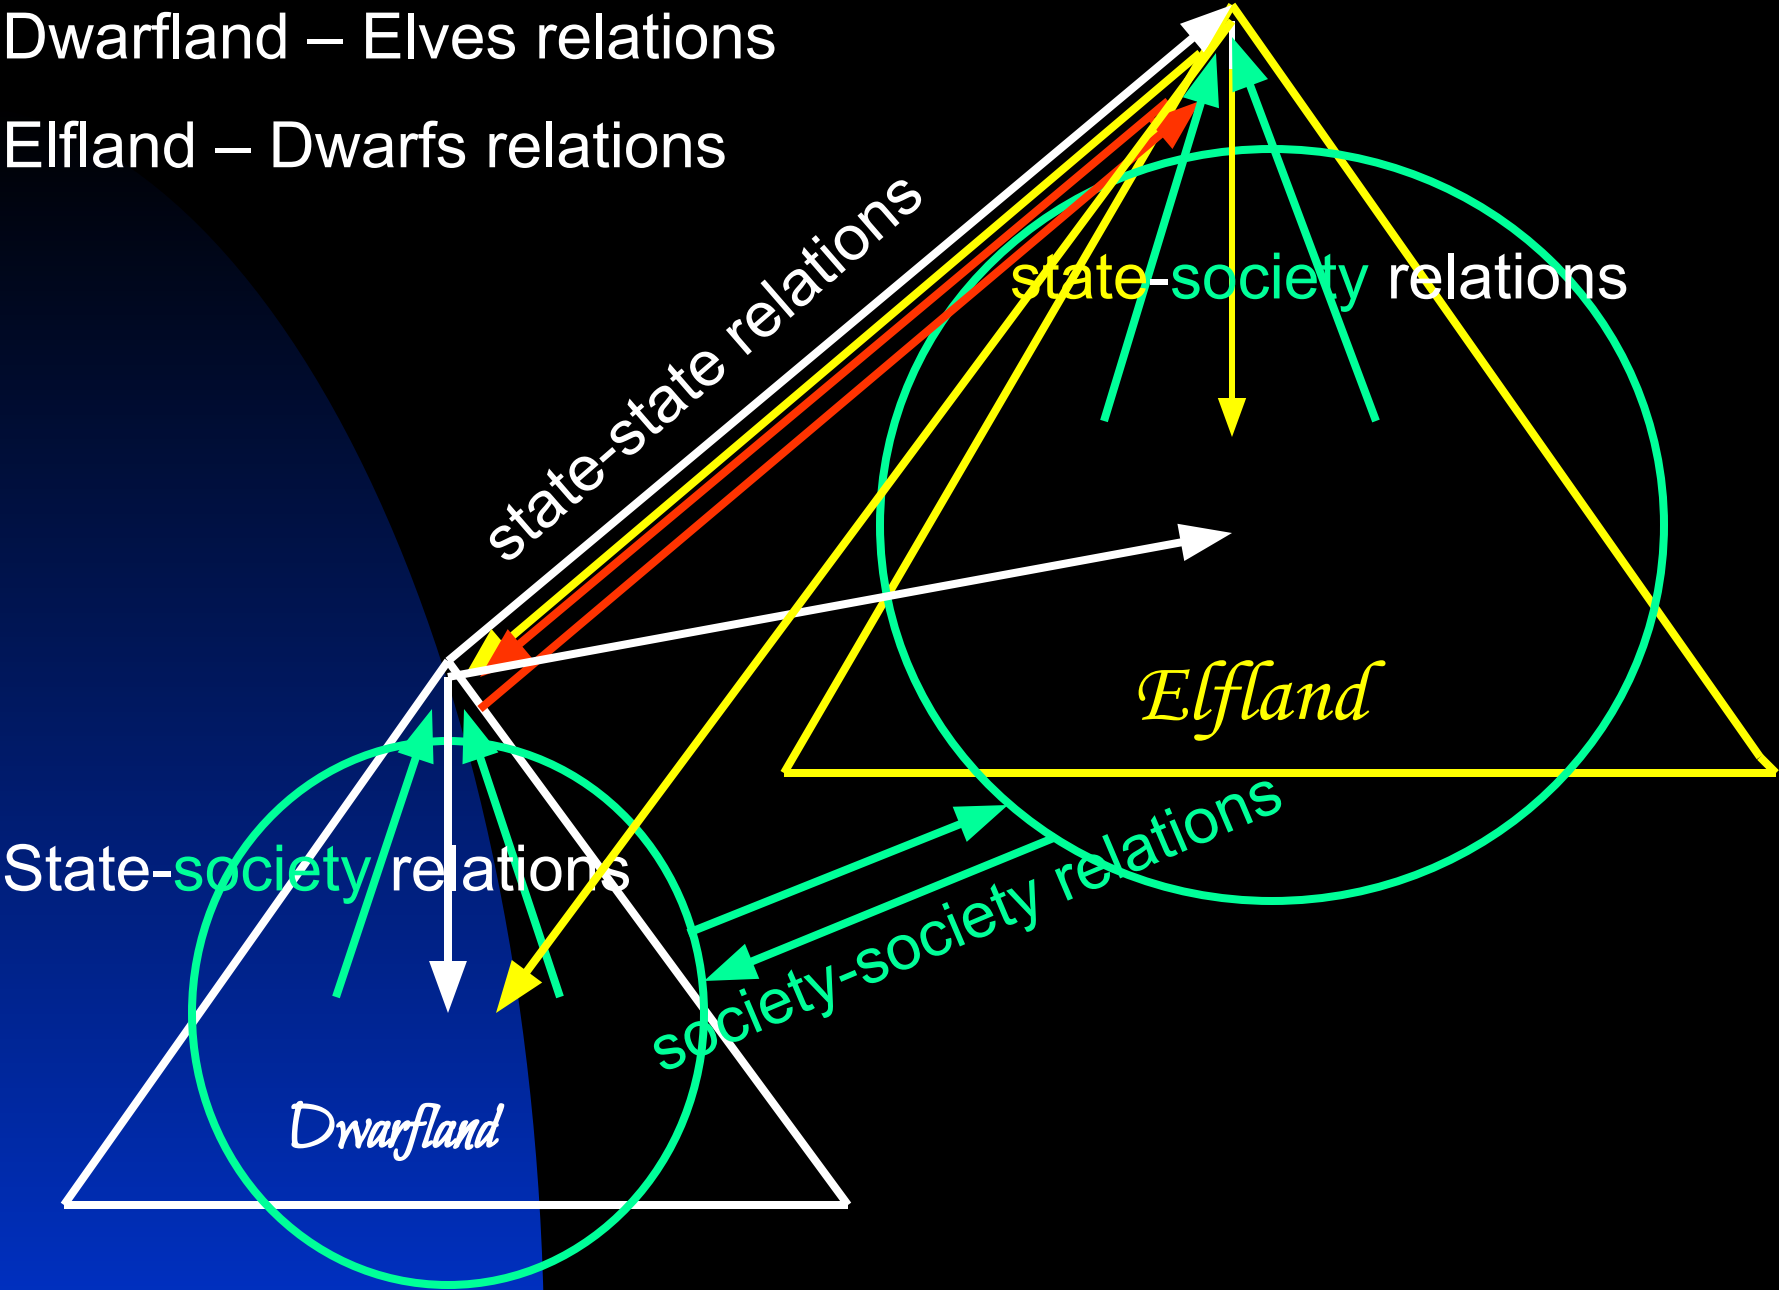 Dwarfland – Elves relations
Elfland – Dwarfs relations
state-state relations
state-society relations
Elfland
society-society relations
State-society relations
Dwarfland